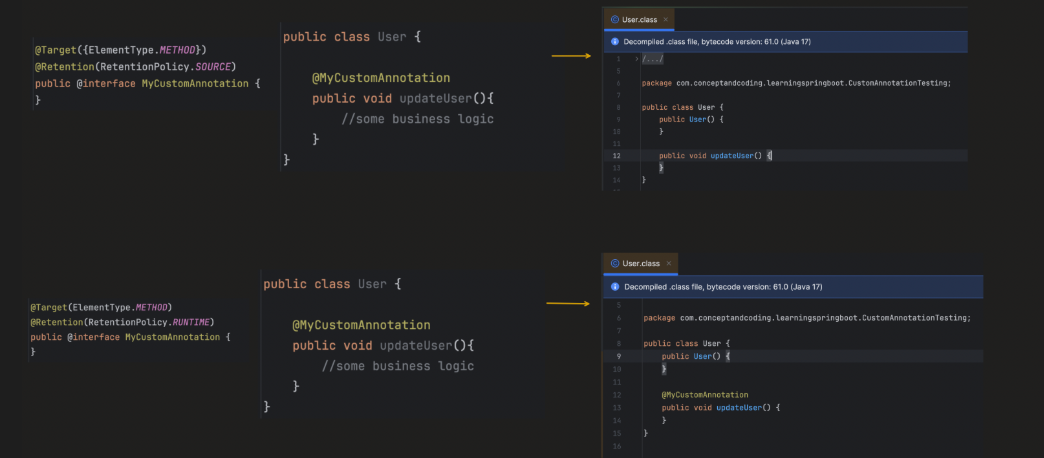 @Target({ElementType.METHOD})
@Retention(RetentionPolicy.SOURCE)
public @interface MyCustomAnnotation {
}
public class User {
@MyCustomAnnotation
public void updateUser(){
//some business logic
}
}
User.class ×
Decompiled .class file, bytecode version: 61.0 (Java 17)
/.../
5
6 package com.conceptandcoding.learningspringboot.CustomAnnotationTesting;
7
8 public class User {
9 public User() {
10 }
11
12 public void updateUser() {
13 }
14 }
@Target(ElementType.METHOD)
@Retention(RetentionPolicy.RUNTIME)
public @interface MyCustomAnnotation {
}
public class User {
@MyCustomAnnotation
public void updateUser(){
//some business logic
}
}
User.class ×
Decompiled .class file, bytecode version: 61.0 (Java 17)
5
6 package com.conceptandcoding.learningspringboot.CustomAnnotationTesting;
7
8 public class User {
9 public User() {
10 }
11
12 @MyCustomAnnotation
13 public void updateUser() {
14 }
15 }
16